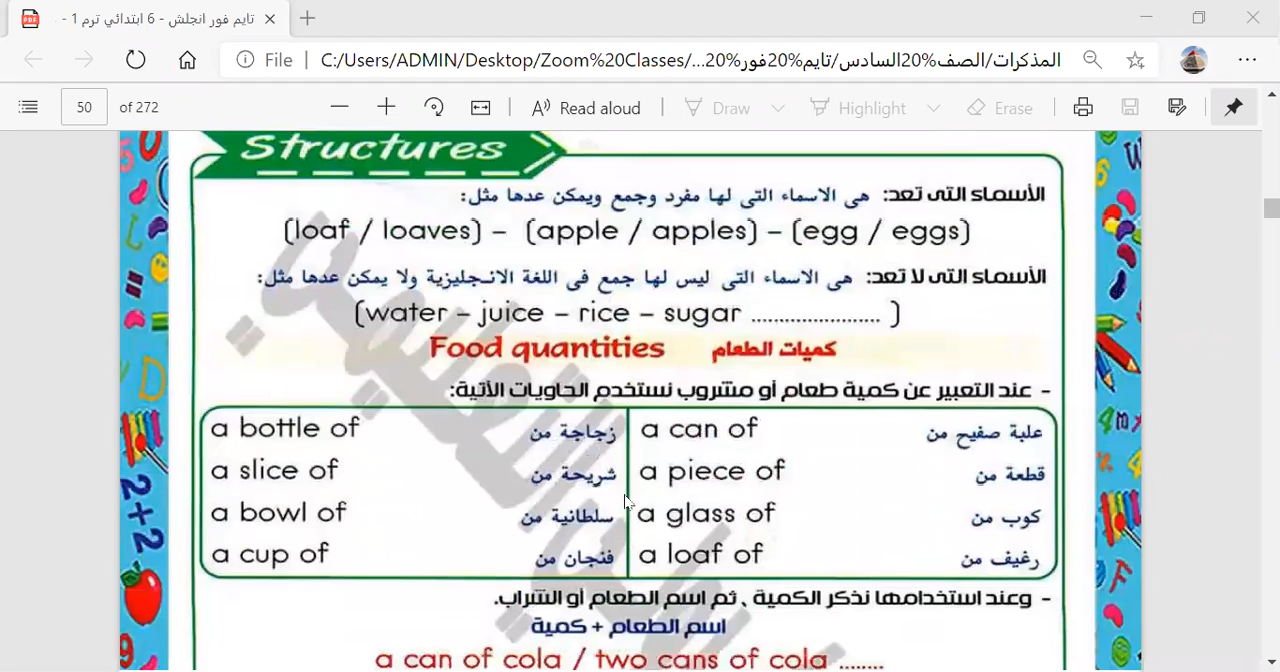 تايم فور انجلش - 6 ابتدائي ترم 1 -
File | C:/Users/ADMIN/Desktop/Zoom%20Classes/المذكرات/الصف%20السادس/تايم%20فور%20...
50 of 272 Read aloud Draw Highlight Erase
Structures
الأسماء التى تعد: هى الاسماء التى لها مفرد وجمع ويمكن عدها مثل:
(loaf / loaves) – (apple / apples) – (egg / eggs)
الأسماء التى لا تعد: هى الاسماء التى ليس لها جمع فى اللغة الانجليزية ولا يمكن عدها مثل:
(water – juice – rice – sugar ...................... )
Food quantities كميات الطعام
- عند التعبير عن كمية طعام أو مشروب نستخدم الحاويات الأتية:
a bottle of زجاجة من a can of علبة صفيح من
a slice of شريحة من a piece of قطعة من
a bowl of سلطانية من a glass of كوب من
a cup of فنجان من a loaf of رغيف من
- وعند استخدامها نذكر الكمية ، ثم اسم الطعام أو الشراب.
اسم الطعام + كمية
a can of cola / two cans of cola ........